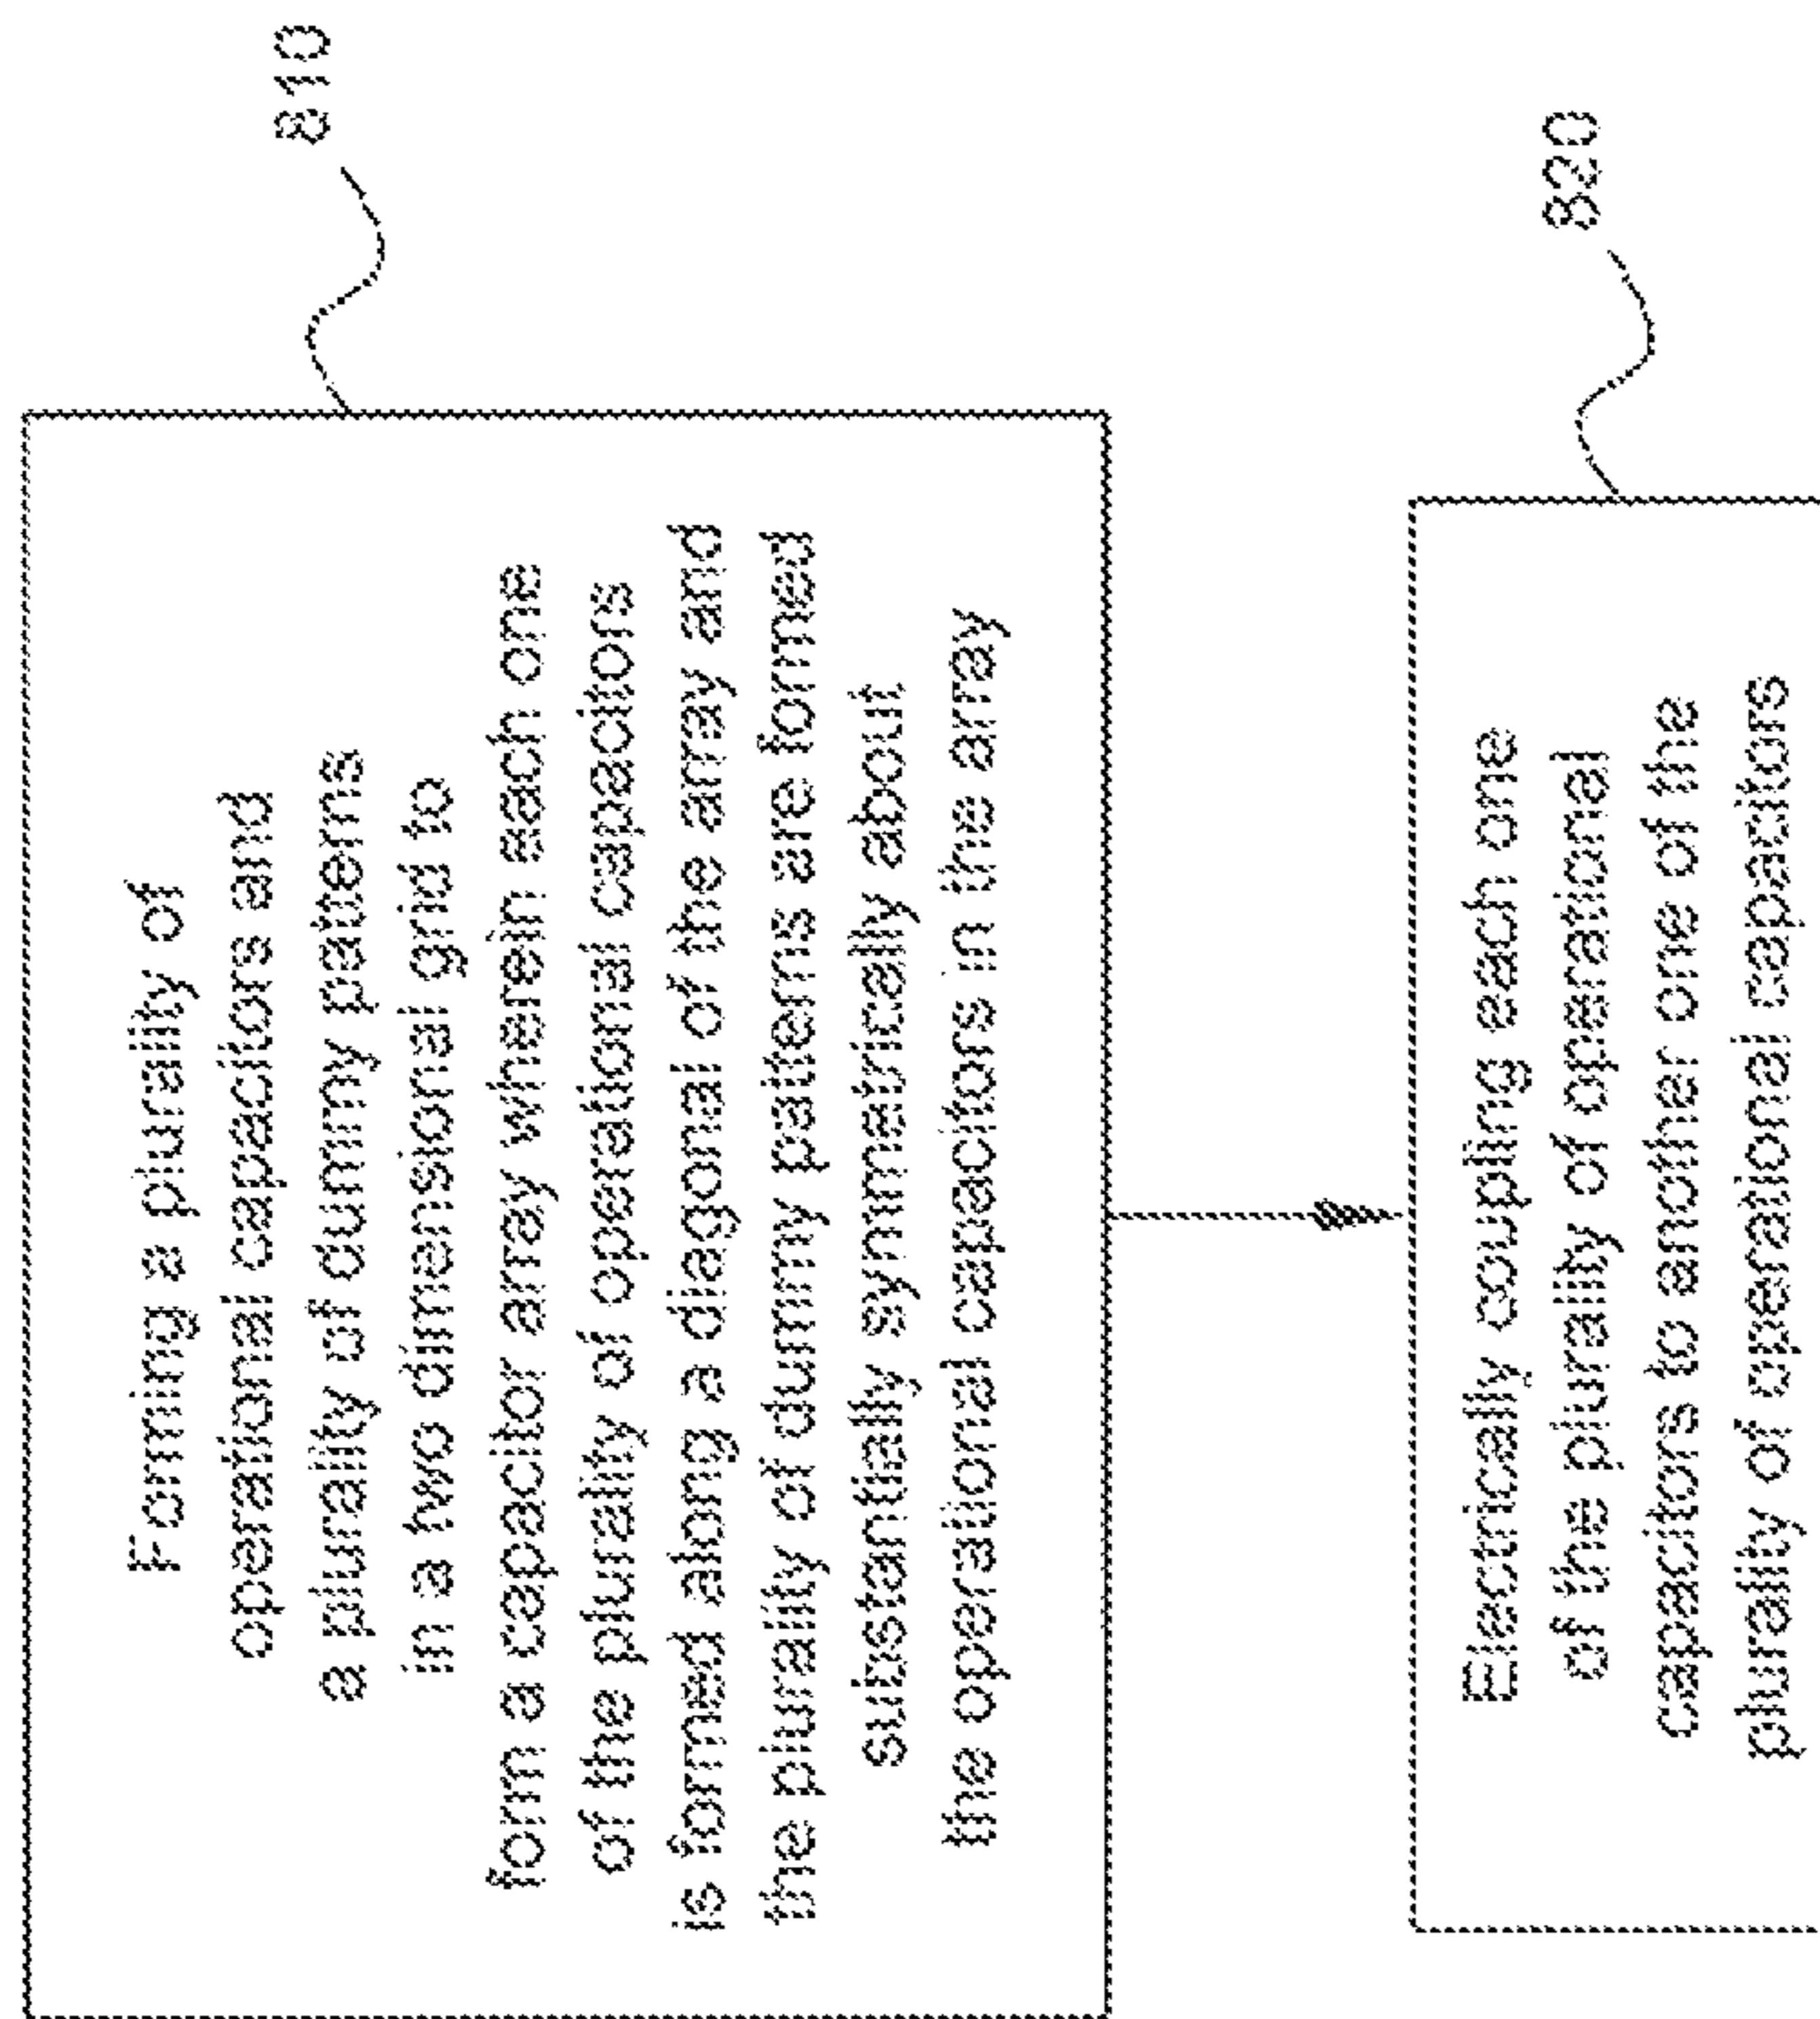 810
Forming a plurality of
operational capacitors and
a plurality of dummy patterns
in a two dimensional grid to
form a capacitor array wherein each one
of the plurality of operational capacitors
is formed along a diagonal of the array and
the plurality of dummy patterns are formed
substantially symmetrically about
the operational capacitors in the array
820
Electrically coupling each one
of the plurality of operational
capacitors to another one of the
plurality of operational capacitors